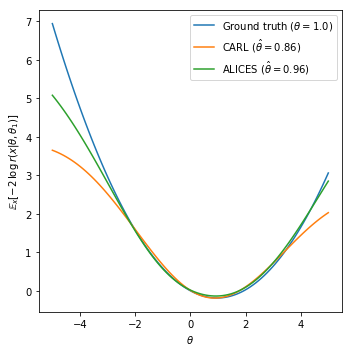 Ground truth (θ = 1.0)
CARL (θ̂ = 0.86)
ALICES (θ̂ = 0.96)
𝔼ₓ[−2 log r(x|θ, θ₁)]
7
6
5
4
3
2
1
0
−4 −2 0 2 4
θ